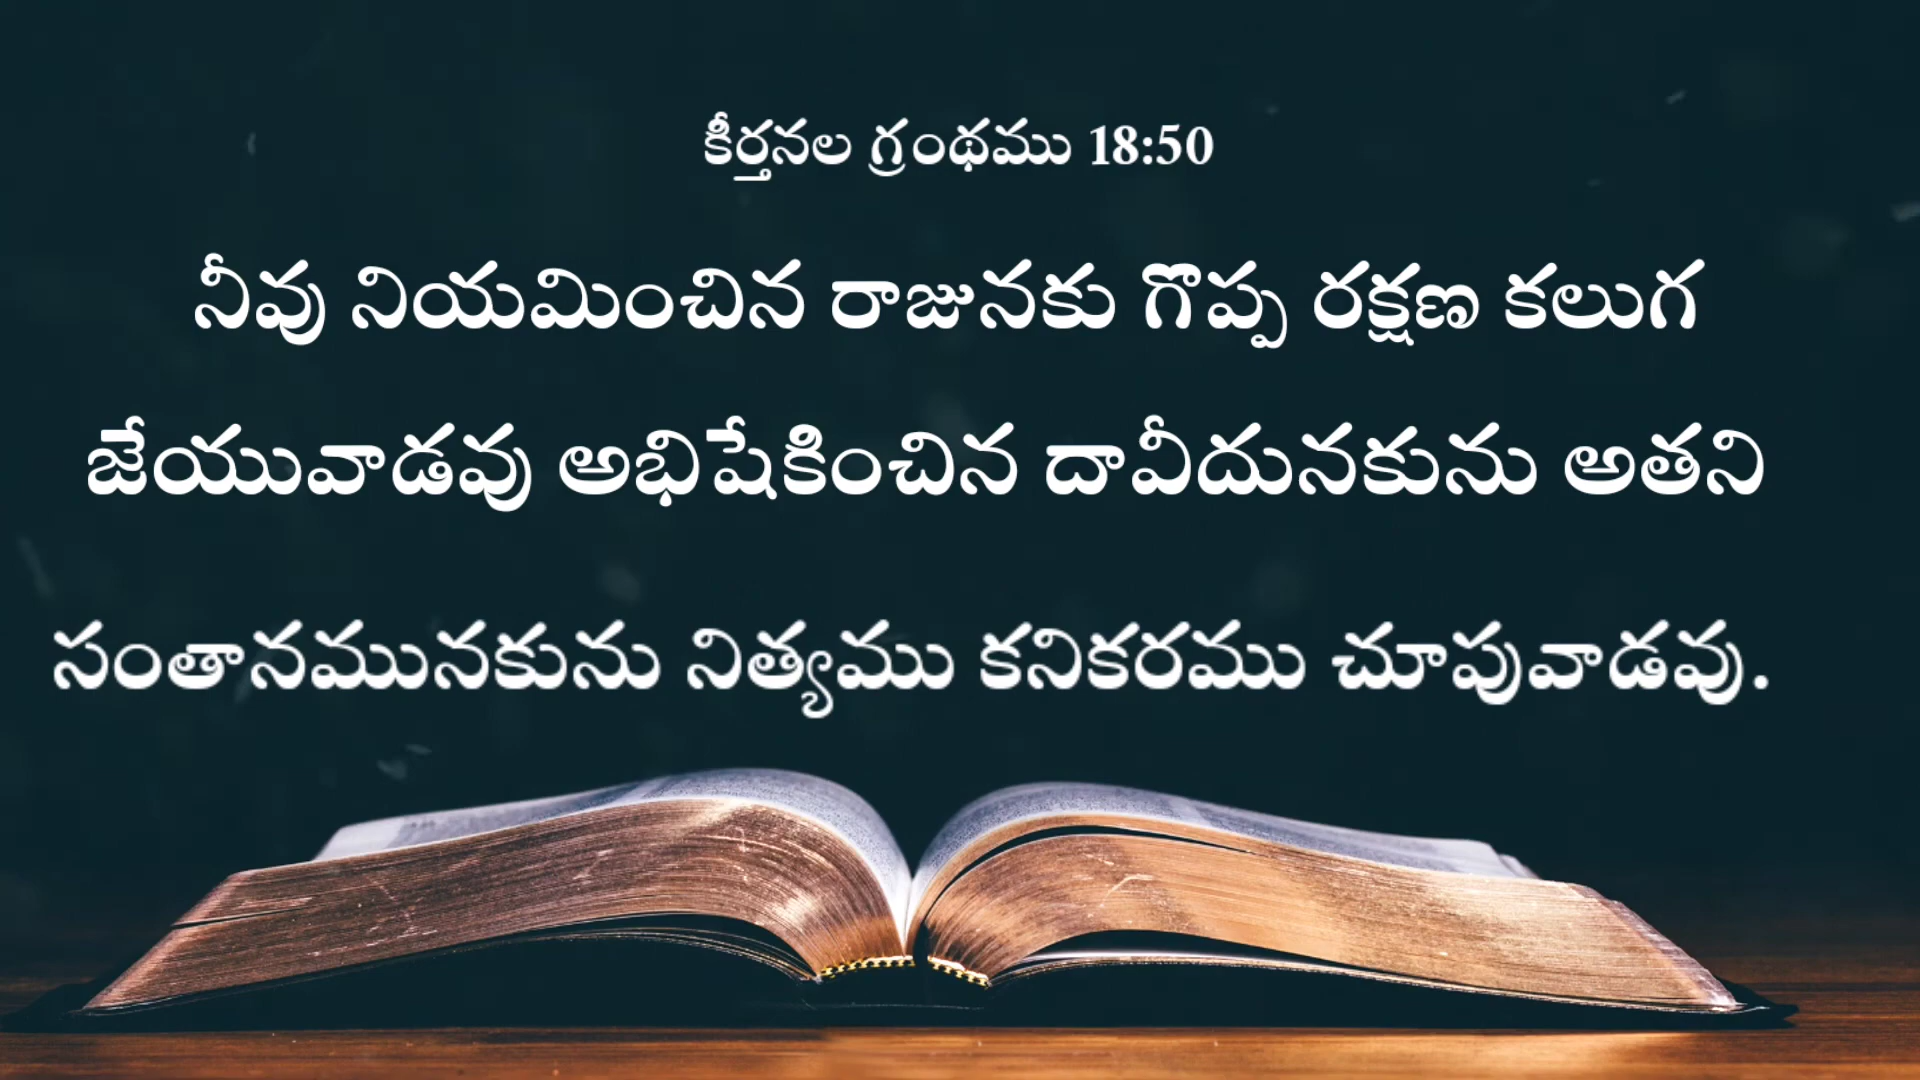 కీర్తనల గ్రంథము 18:50
నీవు నియమించిన రాజునకు గొప్ప రక్షణ కలుగ
జేయువాడవు అభిషేకించిన దావీదునకును అతని
సంతానమునకును నిత్యము కనికరము చూపువాడవు.